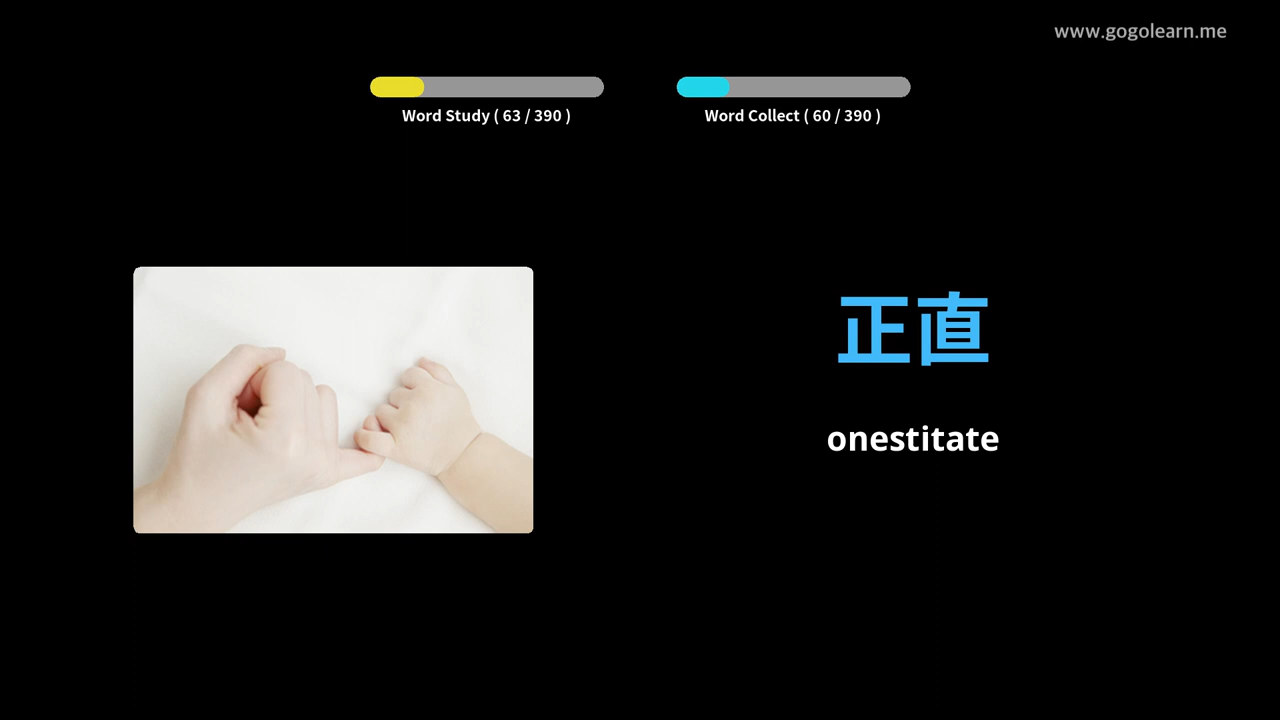 www.gogolearn.me
Word Study ( 63 / 390 )
Word Collect ( 60 / 390 )
正直
onestitate